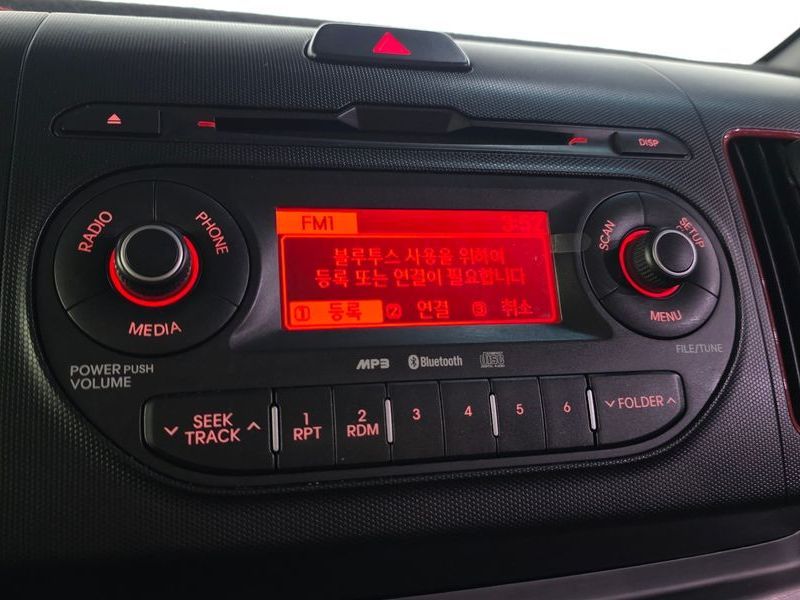 DISP
RADIO
PHONE
MEDIA
POWER PUSH
VOLUME
FM1
블루투스 사용을 위하여
등록 또는 연결이 필요합니다
① 등록 ② 연결 ③ 취소
SCAN
SETUP
MENU
FILE/TUNE
MP3 Bluetooth disc DIGITAL AUDIO
SEEK
TRACK
1
RPT
2
RDM
3
4
5
6
FOLDER